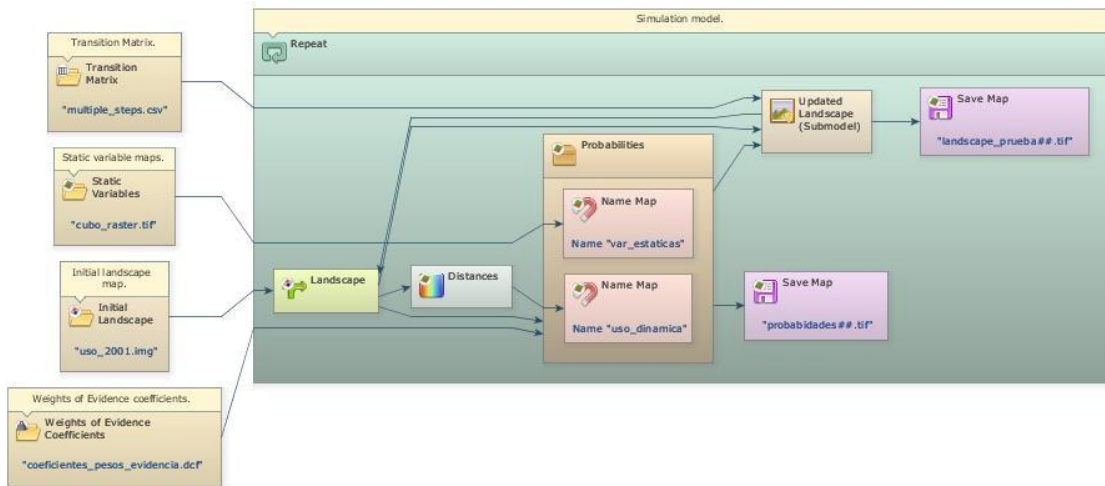 Simulation model.
Repeat
Transition Matrix.
Transition
Matrix
"multiple_steps.csv"
Static variable maps.
Static
Variables
"cubo_raster.tif"
Initial landscape
map.
Initial
Landscape
"uso_2001.img"
Weights of Evidence coefficients.
Weights of Evidence
Coefficients
"coeficientes_pesos_evidencia.dcf"
Landscape
Distances
Probabilities
Name Map
Name "var_estaticas"
Name Map
Name "uso_dinamica"
Updated
Landscape
(Submodel)
Save Map
"landscape_prueba##.tif"
Save Map
"probabidades##.tif"